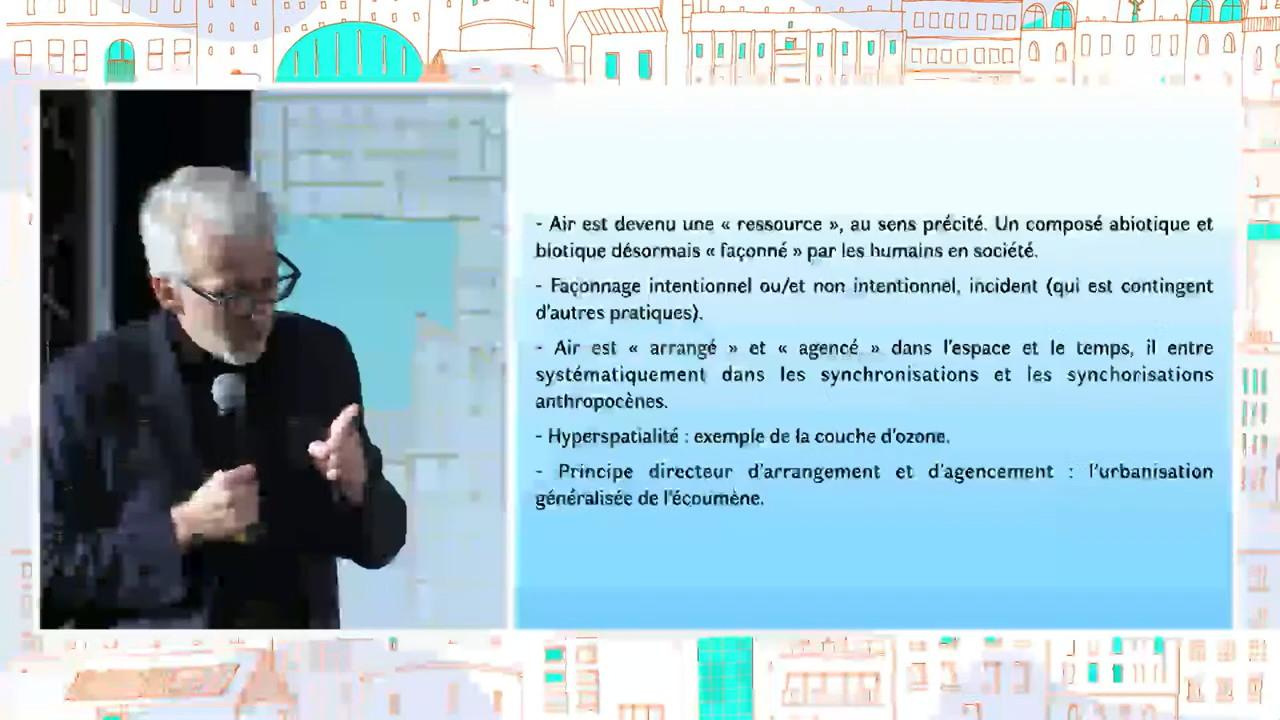 - Air est devenu une « ressource », au sens précité. Un composé abiotique et
biotique désormais « façonné » par les humains en société.
- Façonnage intentionnel ou/et non intentionnel, incident (qui est contingent
d'autres pratiques).
- Air est « arrangé » et « agencé » dans l'espace et le temps, il entre
systématiquement dans les synchronisations et les synchorisations
anthropocènes.
- Hyperspatialité : exemple de la couche d'ozone.
- Principe directeur d'arrangement et d'agencement : l'urbanisation
généralisée de l'écoumène.